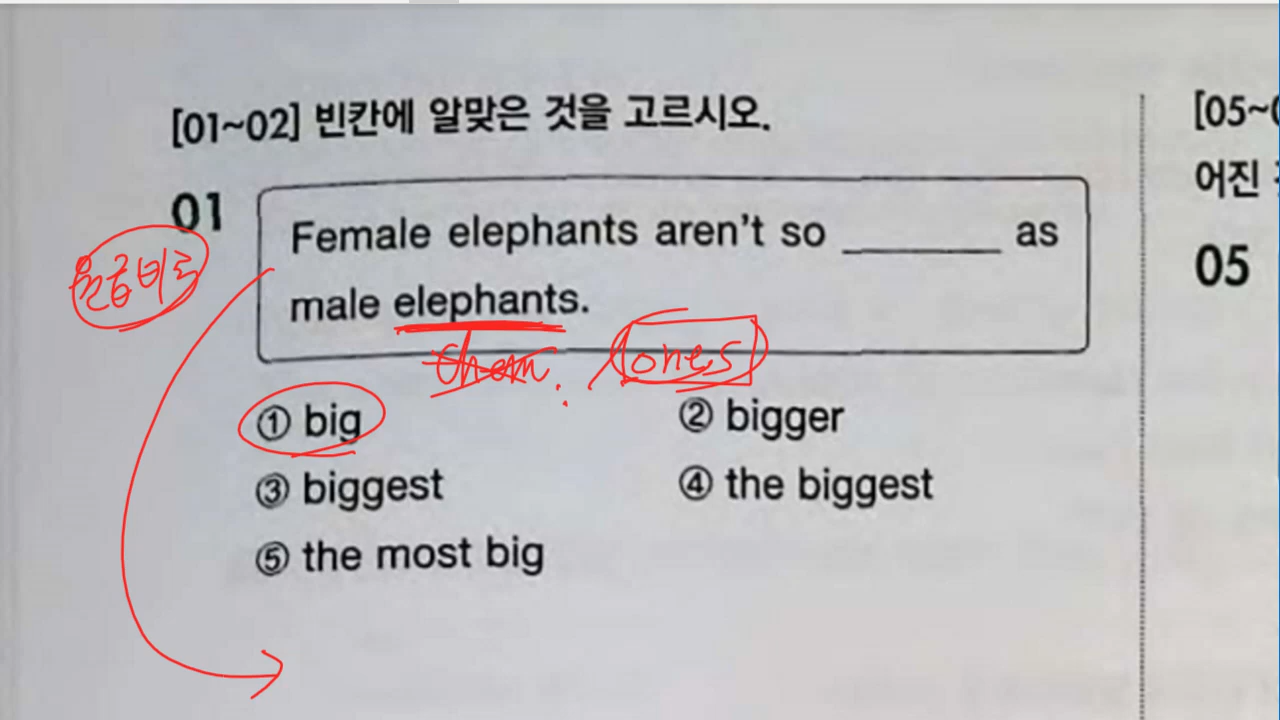 [01~02] 빈칸에 알맞은 것을 고르시오.
01
Female elephants aren't so ________ as
male elephants.
원급비교
them. ones
① big
② bigger
③ biggest
④ the biggest
⑤ the most big
[05~
어진
05